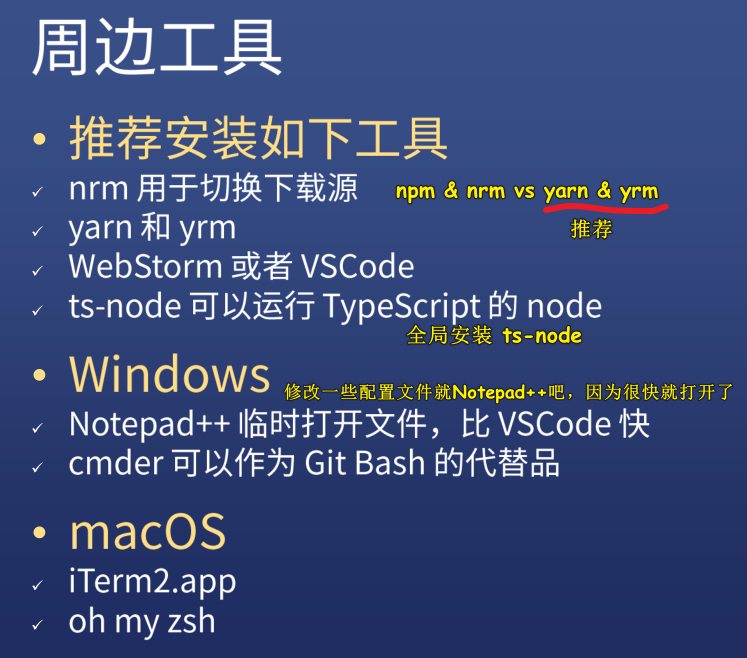 周边工具
• 推荐安装如下工具
✓ nrm 用于切换下载源 npm & nrm vs yarn & yrm
✓ yarn 和 yrm 推荐
✓ WebStorm 或者 VSCode
✓ ts-node 可以运行 TypeScript 的 node
全局安装 ts-node
• Windows 修改一些配置文件就Notepad++吧，因为很快就打开了
✓ Notepad++ 临时打开文件，比 VSCode 快
✓ cmder 可以作为 Git Bash 的代替品
• macOS
✓ iTerm2.app
✓ oh my zsh